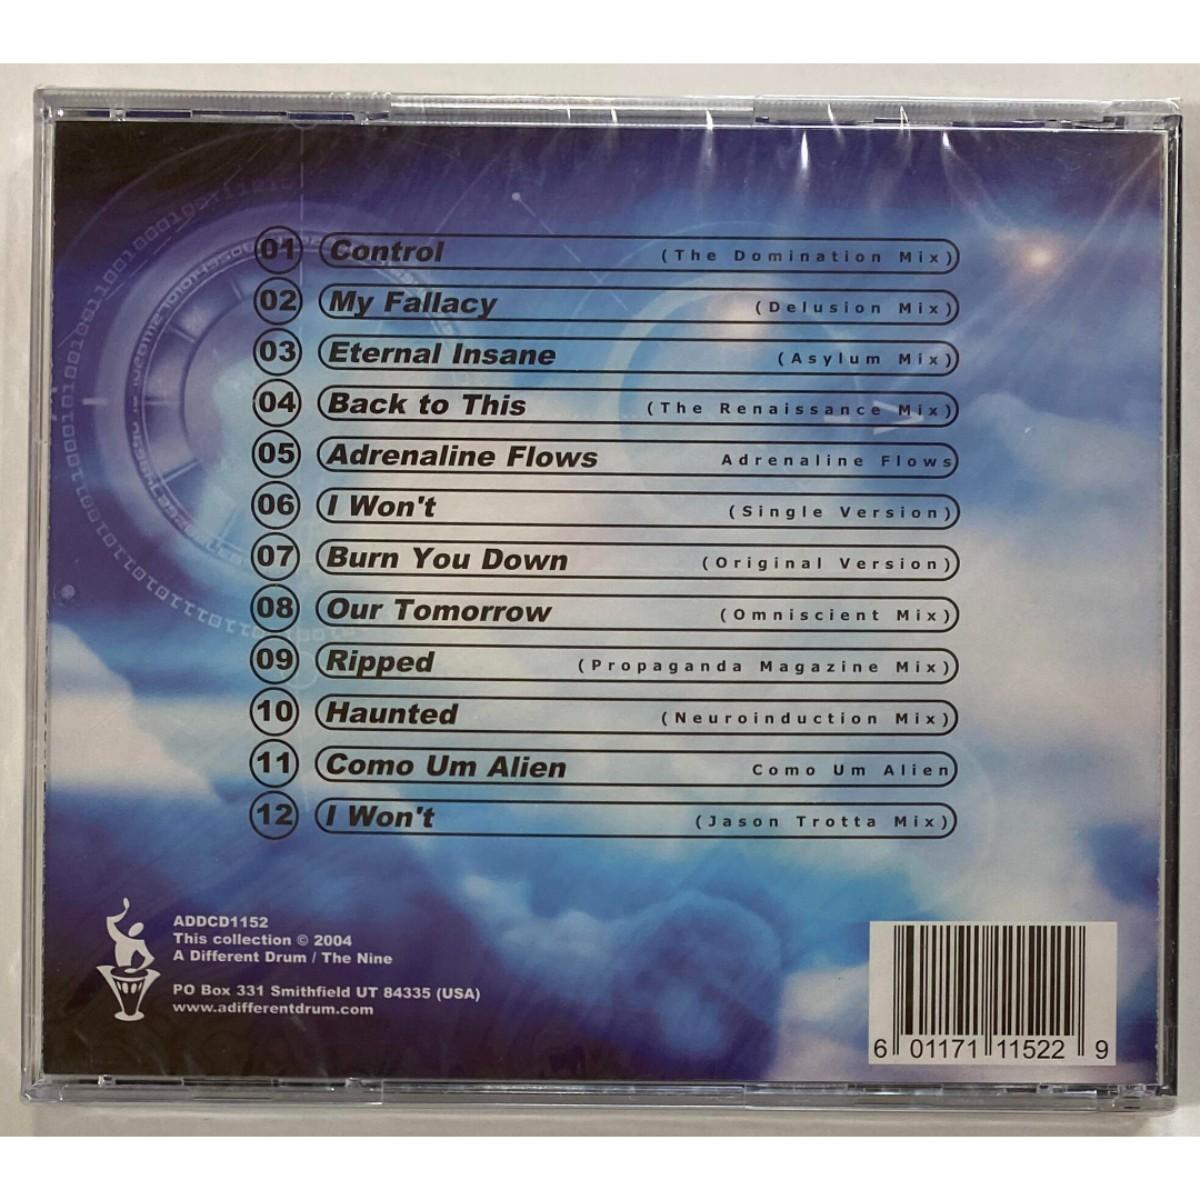 01 Control (The Domination Mix)
02 My Fallacy (Delusion Mix)
03 Eternal Insane (Asylum Mix)
04 Back to This (The Renaissance Mix)
05 Adrenaline Flows Adrenaline Flows
06 I Won't (Single Version)
07 Burn You Down (Original Version)
08 Our Tomorrow (Omniscient Mix)
09 Ripped (Propaganda Magazine Mix)
10 Haunted (Neuroinduction Mix)
11 Como Um Alien Como Um Alien
12 I Won't (Jason Trotta Mix)
ADDCD1152
This collection © 2004
A Different Drum / The Nine
PO Box 331 Smithfield UT 84335 (USA)
www.adifferentdrum.com
6 01171 11522 9